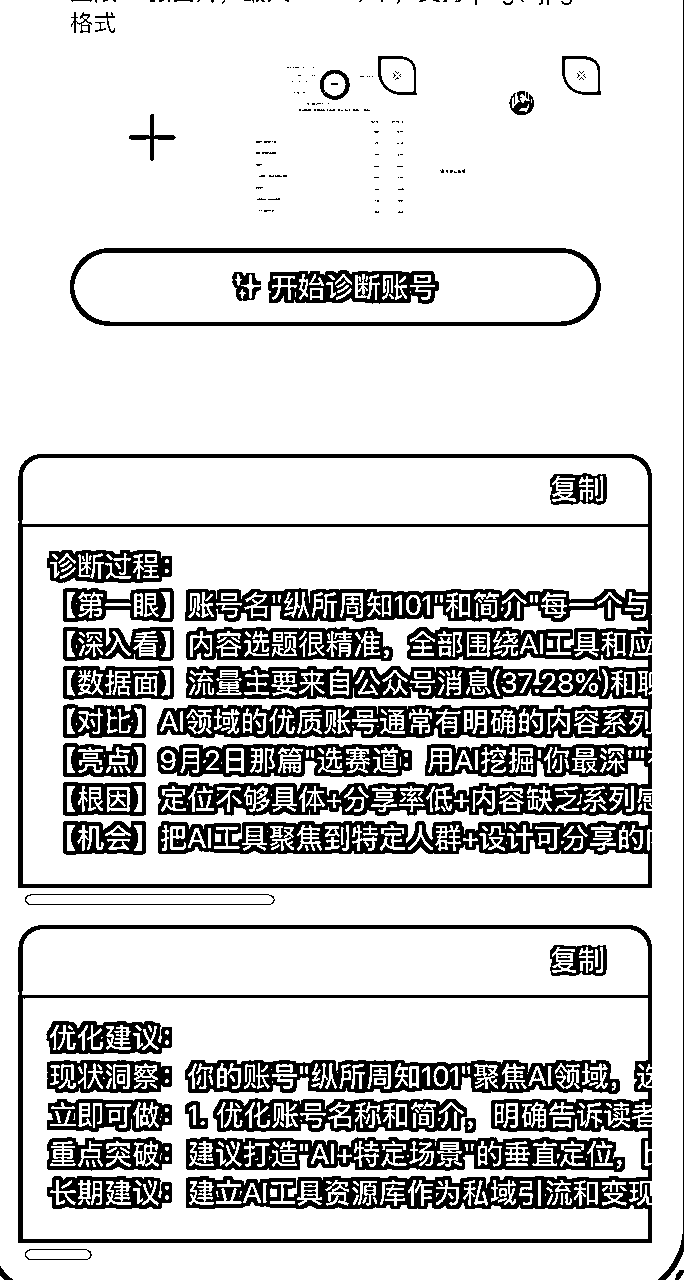 格式
开始诊断账号
复制
诊断过程:
【第一眼】账号名"纵所周知101"和简介"每一个与
【深入看】内容选题很精准，全部围绕AI工具和应
【数据面】流量主要来自公众号消息(37.28%)和聊
【对比】AI领域的优质账号通常有明确的内容系列
【亮点】9月2日那篇"选赛道：用AI挖掘'你最深'"
【根因】定位不够具体+分享率低+内容缺乏系列感
【机会】把AI工具聚焦到特定人群+设计可分享的
复制
优化建议:
现状洞察：你的账号"纵所周知101"聚焦AI领域，选
立即可做：1. 优化账号名称和简介，明确告诉读者
重点突破：建议打造"AI+特定场景"的垂直定位，
长期建议：建立AI工具资源库作为私域引流和变现